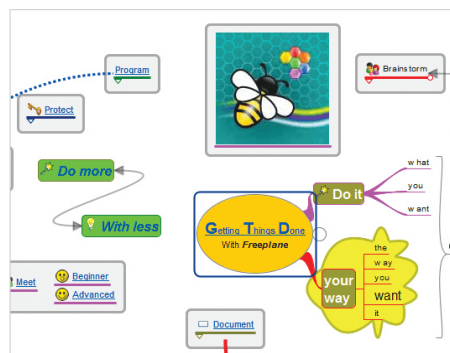 Program
Brainstorm
Protect
Do more
With less
Do it
what
you
want
Getting Things Done
With Freeplane
your
way
the
way
you
want
it
Meet
Beginner
Advanced
Document